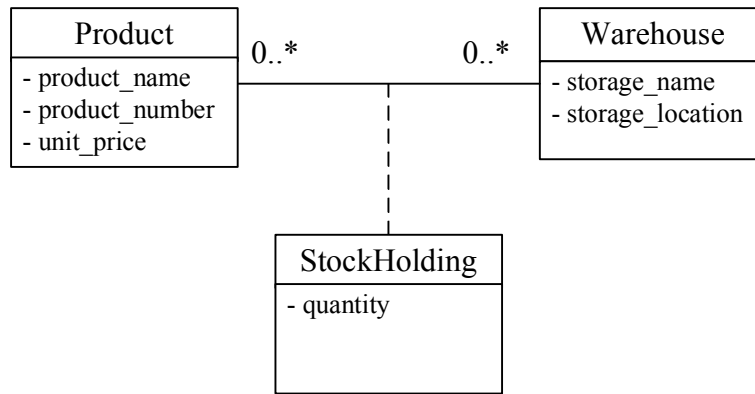 Product
- product_name
- product_number
- unit_price
0..*
0..*
Warehouse
- storage_name
- storage_location
StockHolding
- quantity